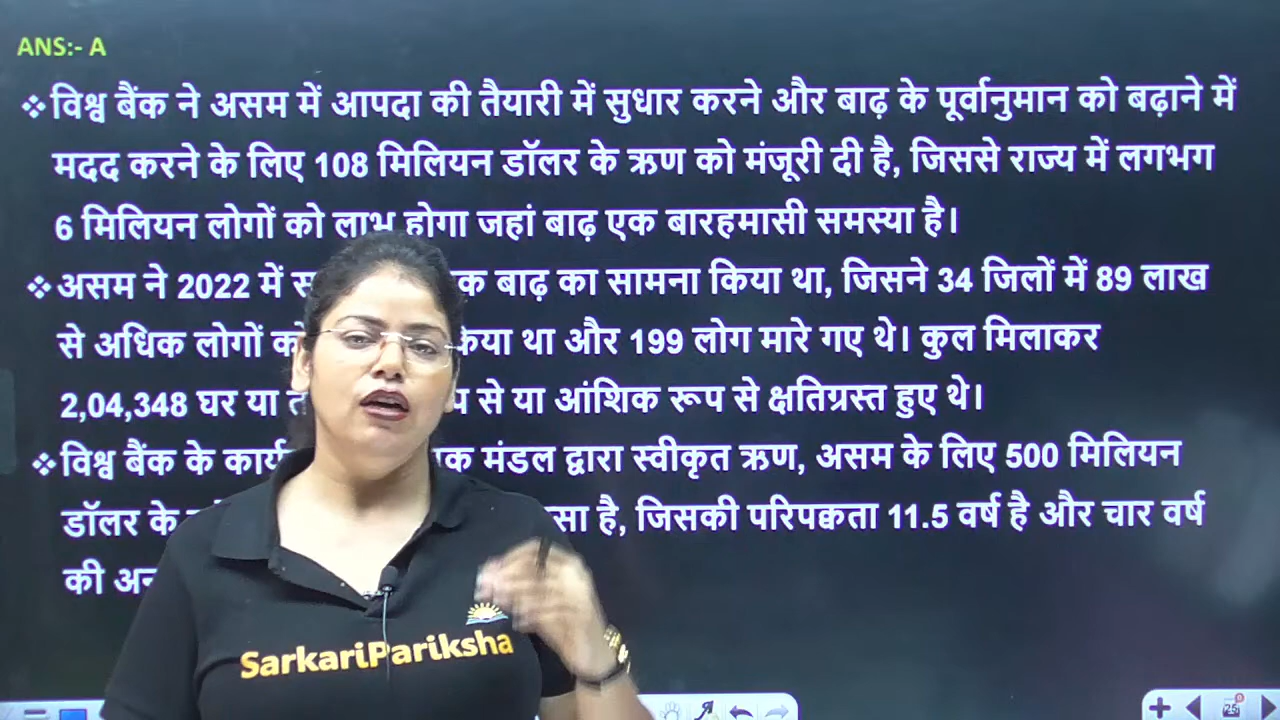 ANS:- A
❖विश्व बैंक ने असम में आपदा की तैयारी में सुधार करने और बाढ़ के पूर्वानुमान को बढ़ाने में
मदद करने के लिए 108 मिलियन डॉलर के ऋण को मंजूरी दी है, जिससे राज्य में लगभग
6 मिलियन लोगों को लाभ होगा जहां बाढ़ एक बारहमासी समस्या है।
❖असम ने 2022 में बाढ़ का सामना किया था, जिसने 34 जिलों में 89 लाख
से अधिक लोगों को किया था और 199 लोग मारे गए थे। कुल मिलाकर
2,04,348 घर या से या आंशिक रूप से क्षतिग्रस्त हुए थे।
❖विश्व बैंक के मंडल द्वारा स्वीकृत ऋण, असम के लिए 500 मिलियन
डॉलर के है, जिसकी परिपक्वता 11.5 वर्ष है और चार वर्ष
की
SarkariPariksha
25